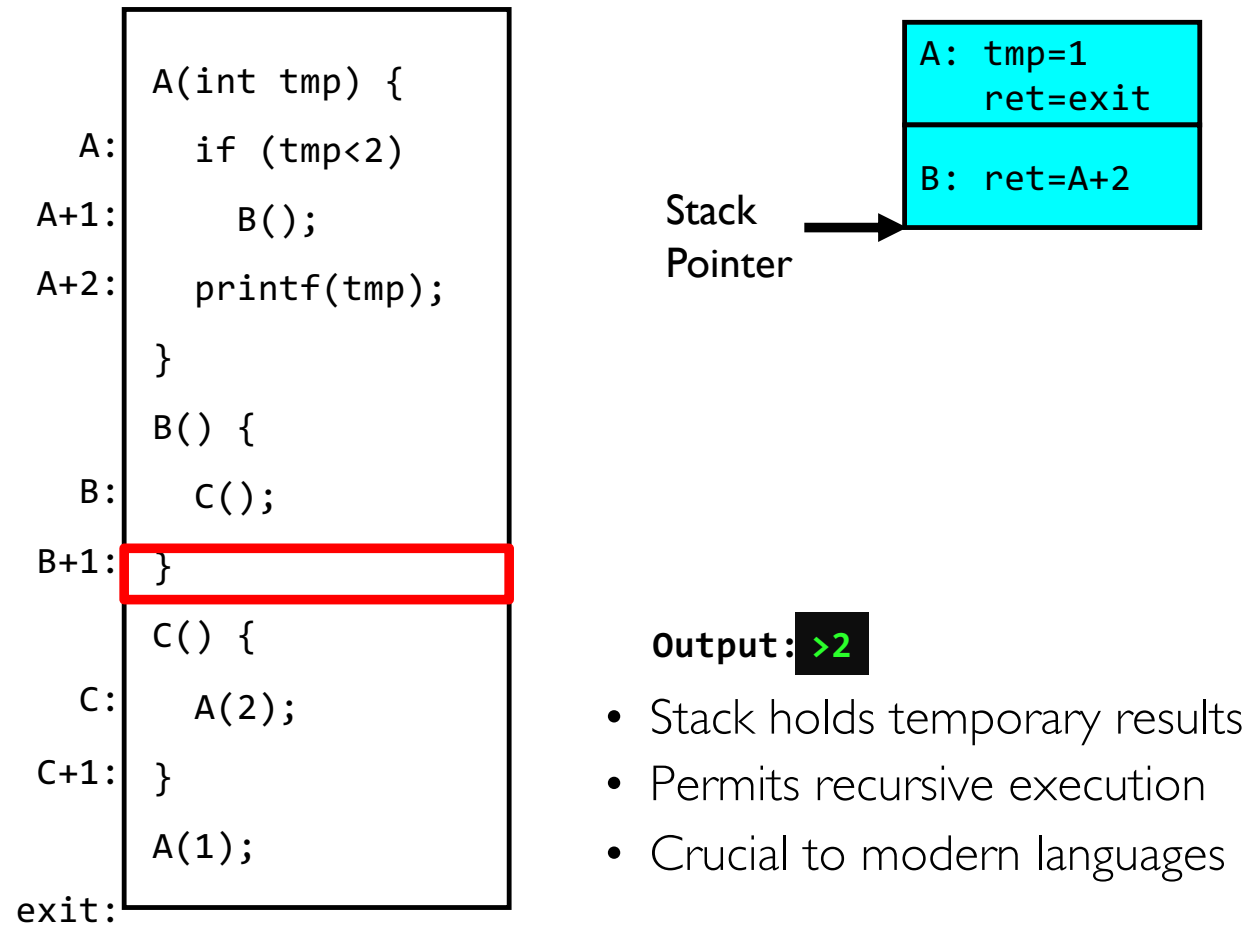 A(int tmp) {
A: if (tmp<2)
A+1: B();
A+2: printf(tmp);
}
B() {
B: C();
B+1: }
C() {
C: A(2);
C+1: }
A(1);
exit:
A: tmp=1
ret=exit
B: ret=A+2
Stack
Pointer
Output: >2
• Stack holds temporary results
• Permits recursive execution
• Crucial to modern languages